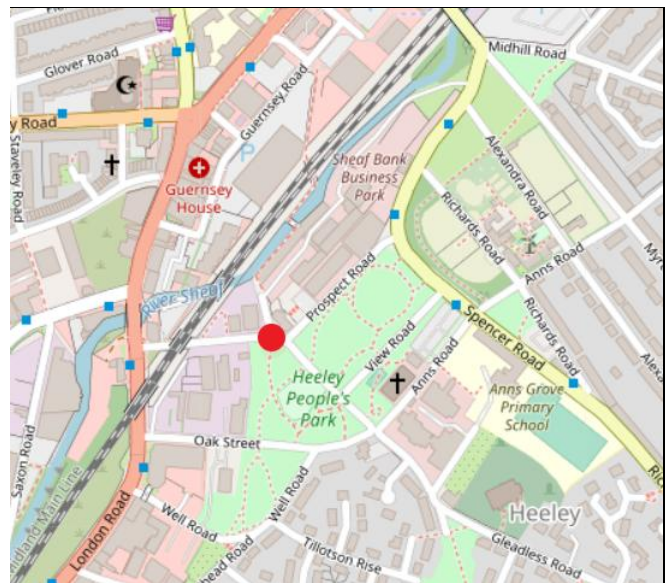 Glover Road
Midhill Road
Guernsey Road
Staveley Road
P
Guernsey
House
Sheaf Bank
Business
Park
Alexandra Road
Richards Road
Anns Road
River Sheaf
Prospect Road
Richards Road
View Road
Spencer Road
Heeley
People's
Park
Anns Road
Anns Grove
Primary
School
Oak Street
Saxon Road
Midland Main Line
London Road
Well Road
Well Road
Heeley
Gleadless Road
Tillotson Rise
head Road